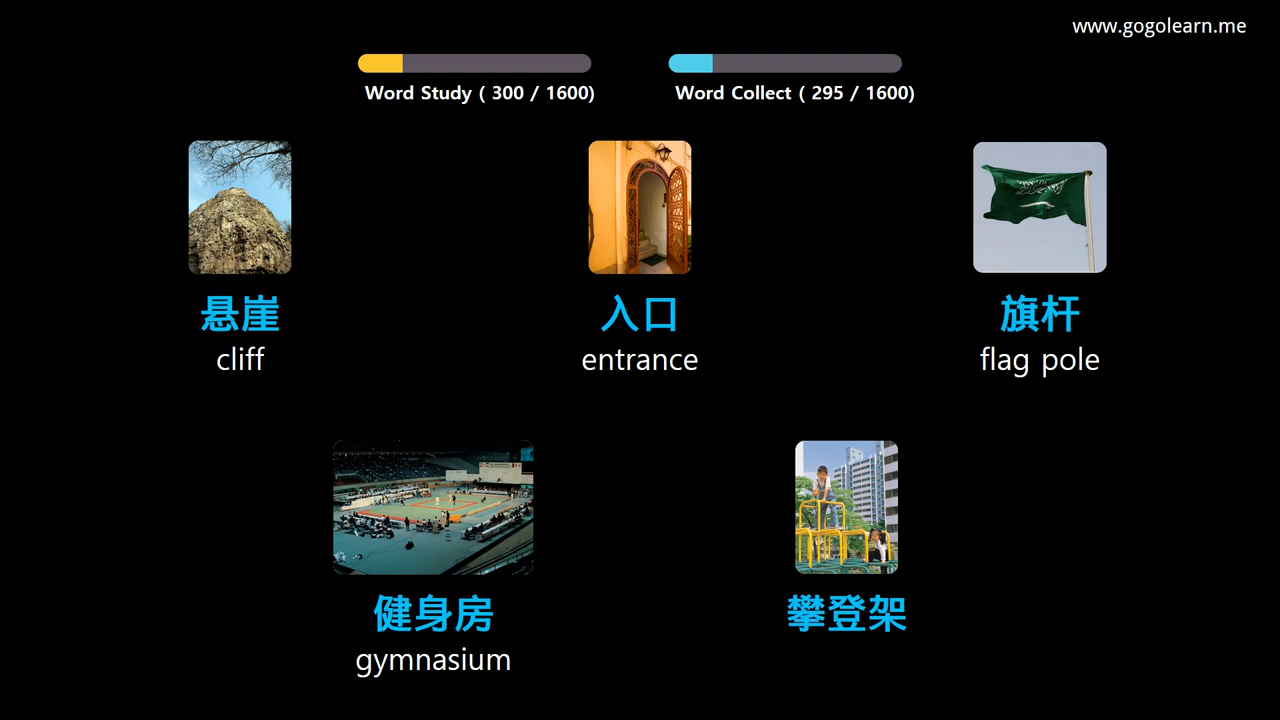 www.gogolearn.me
Word Study ( 300 / 1600)
Word Collect ( 295 / 1600)
悬崖
cliff
入口
entrance
旗杆
flag pole
健身房
gymnasium
攀登架